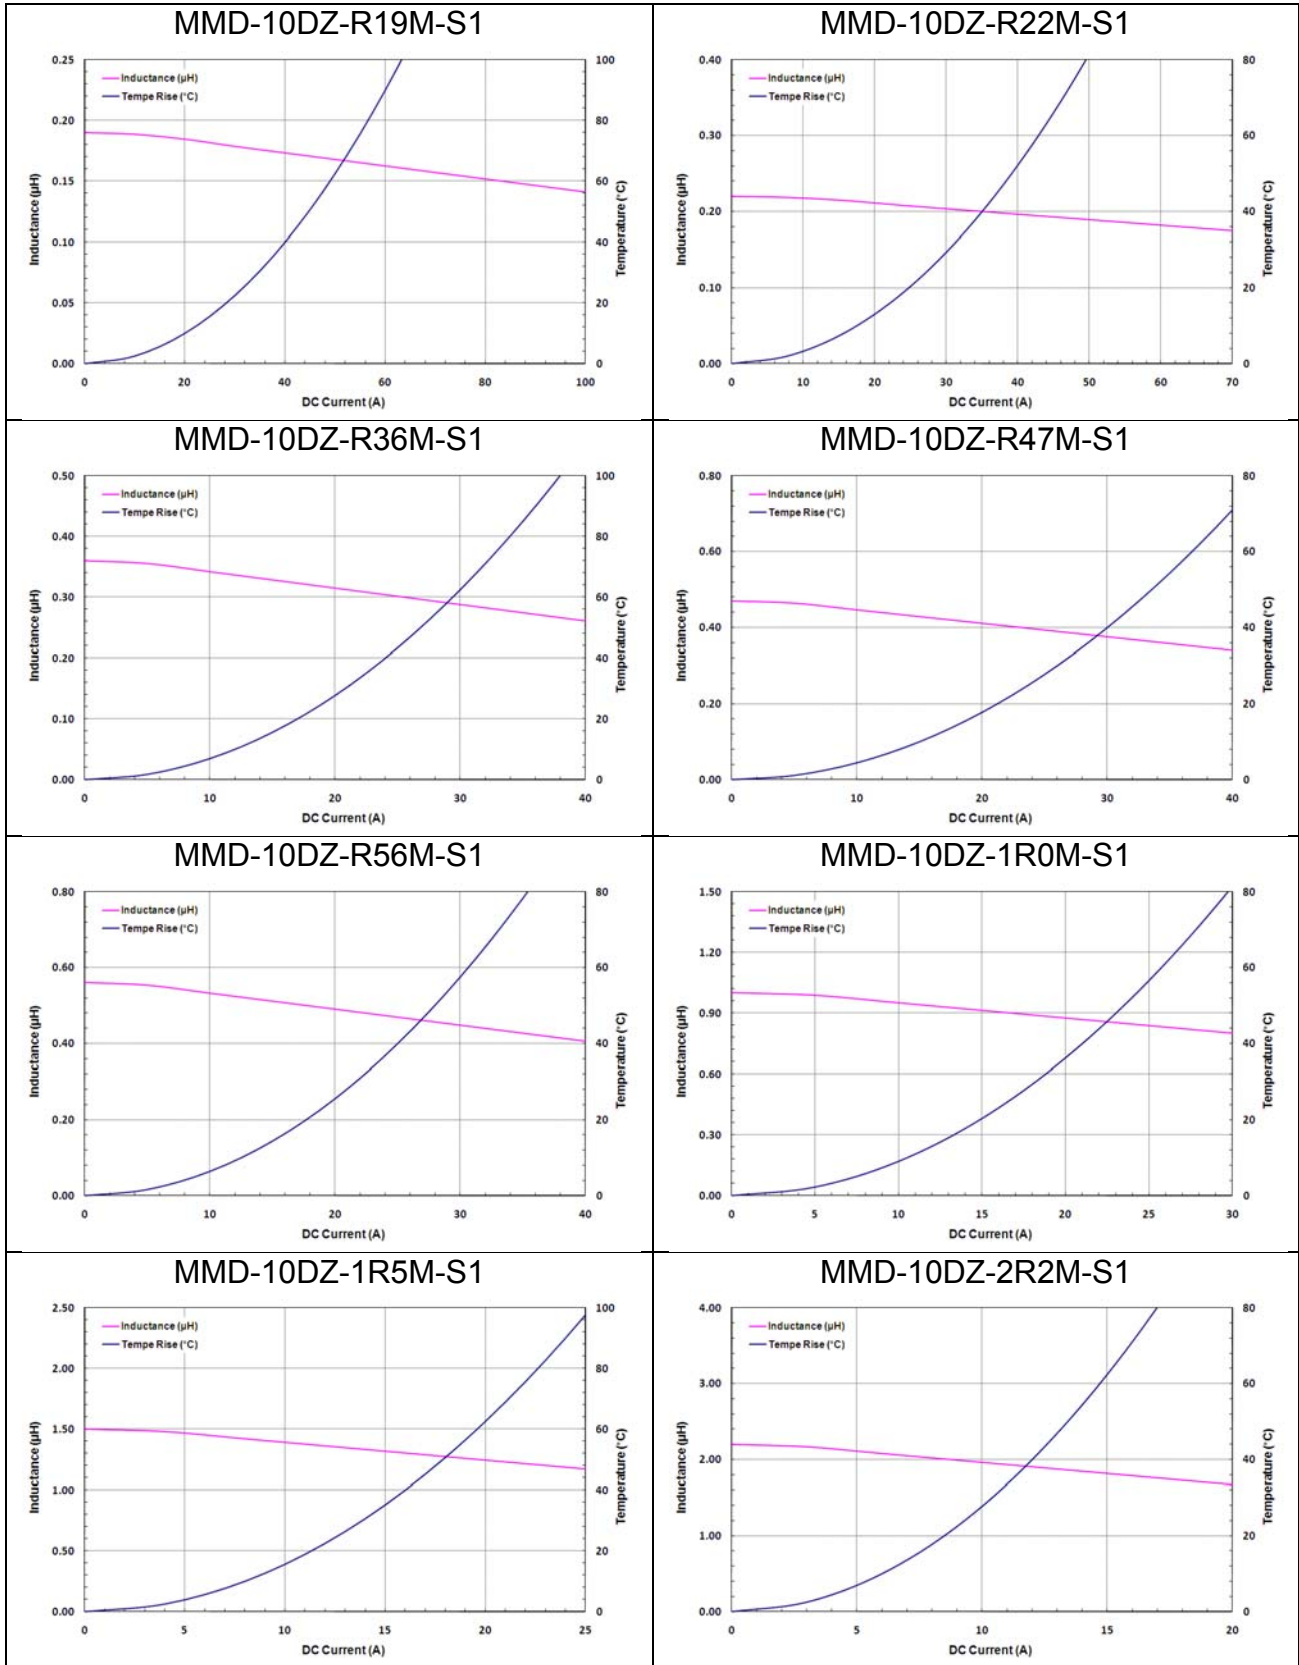 MMD-10DZ-R19M-S1
Inductance (µH)
Tempe Rise (°C)
0.25
0.20
0.15
0.10
0.05
0.00
Inductance (µH)
100
80
60
40
20
0
Temperature (°C)
0 20 40 60 80 100
DC Current (A)
MMD-10DZ-R22M-S1
Inductance (µH)
Tempe Rise (°C)
0.40
0.30
0.20
0.10
0.00
Inductance (µH)
80
60
40
20
0
Temperature (°C)
0 10 20 30 40 50 60 70
DC Current (A)
MMD-10DZ-R36M-S1
Inductance (µH)
Tempe Rise (°C)
0.50
0.40
0.30
0.20
0.10
0.00
Inductance (µH)
100
80
60
40
20
0
Temperature (°C)
0 10 20 30 40
DC Current (A)
MMD-10DZ-R47M-S1
Inductance (µH)
Tempe Rise (°C)
0.80
0.60
0.40
0.20
0.00
Inductance (µH)
80
60
40
20
0
Temperature (°C)
0 10 20 30 40
DC Current (A)
MMD-10DZ-R56M-S1
Inductance (µH)
Tempe Rise (°C)
0.80
0.60
0.40
0.20
0.00
Inductance (µH)
80
60
40
20
0
Temperature (°C)
0 10 20 30 40
DC Current (A)
MMD-10DZ-1R0M-S1
Inductance (µH)
Tempe Rise (°C)
1.50
1.20
0.90
0.60
0.30
0.00
Inductance (µH)
80
60
40
20
0
Temperature (°C)
0 5 10 15 20 25 30
DC Current (A)
MMD-10DZ-1R5M-S1
Inductance (µH)
Tempe Rise (°C)
2.50
2.00
1.50
1.00
0.50
0.00
Inductance (µH)
100
80
60
40
20
0
Temperature (°C)
0 5 10 15 20 25
DC Current (A)
MMD-10DZ-2R2M-S1
Inductance (µH)
Tempe Rise (°C)
4.00
3.00
2.00
1.00
0.00
Inductance (µH)
80
60
40
20
0
Temperature (°C)
0 5 10 15 20
DC Current (A)